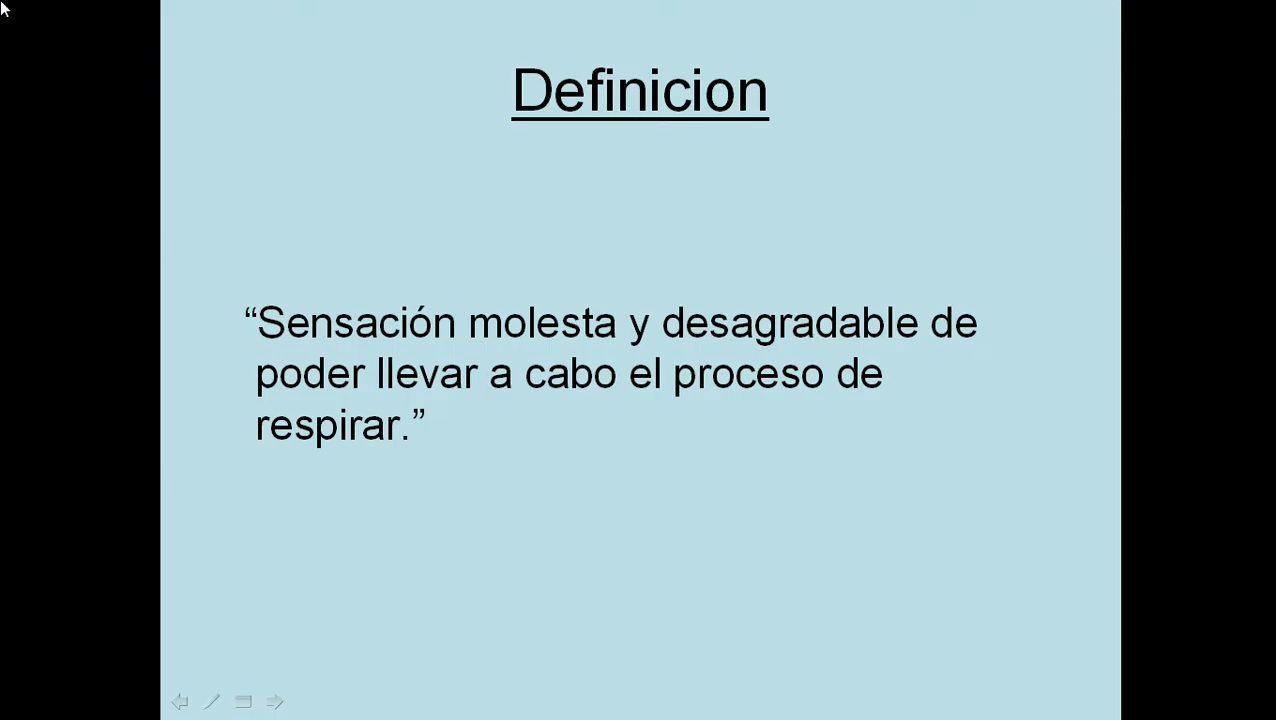 Definicion
“Sensación molesta y desagradable de
poder llevar a cabo el proceso de
respirar.”